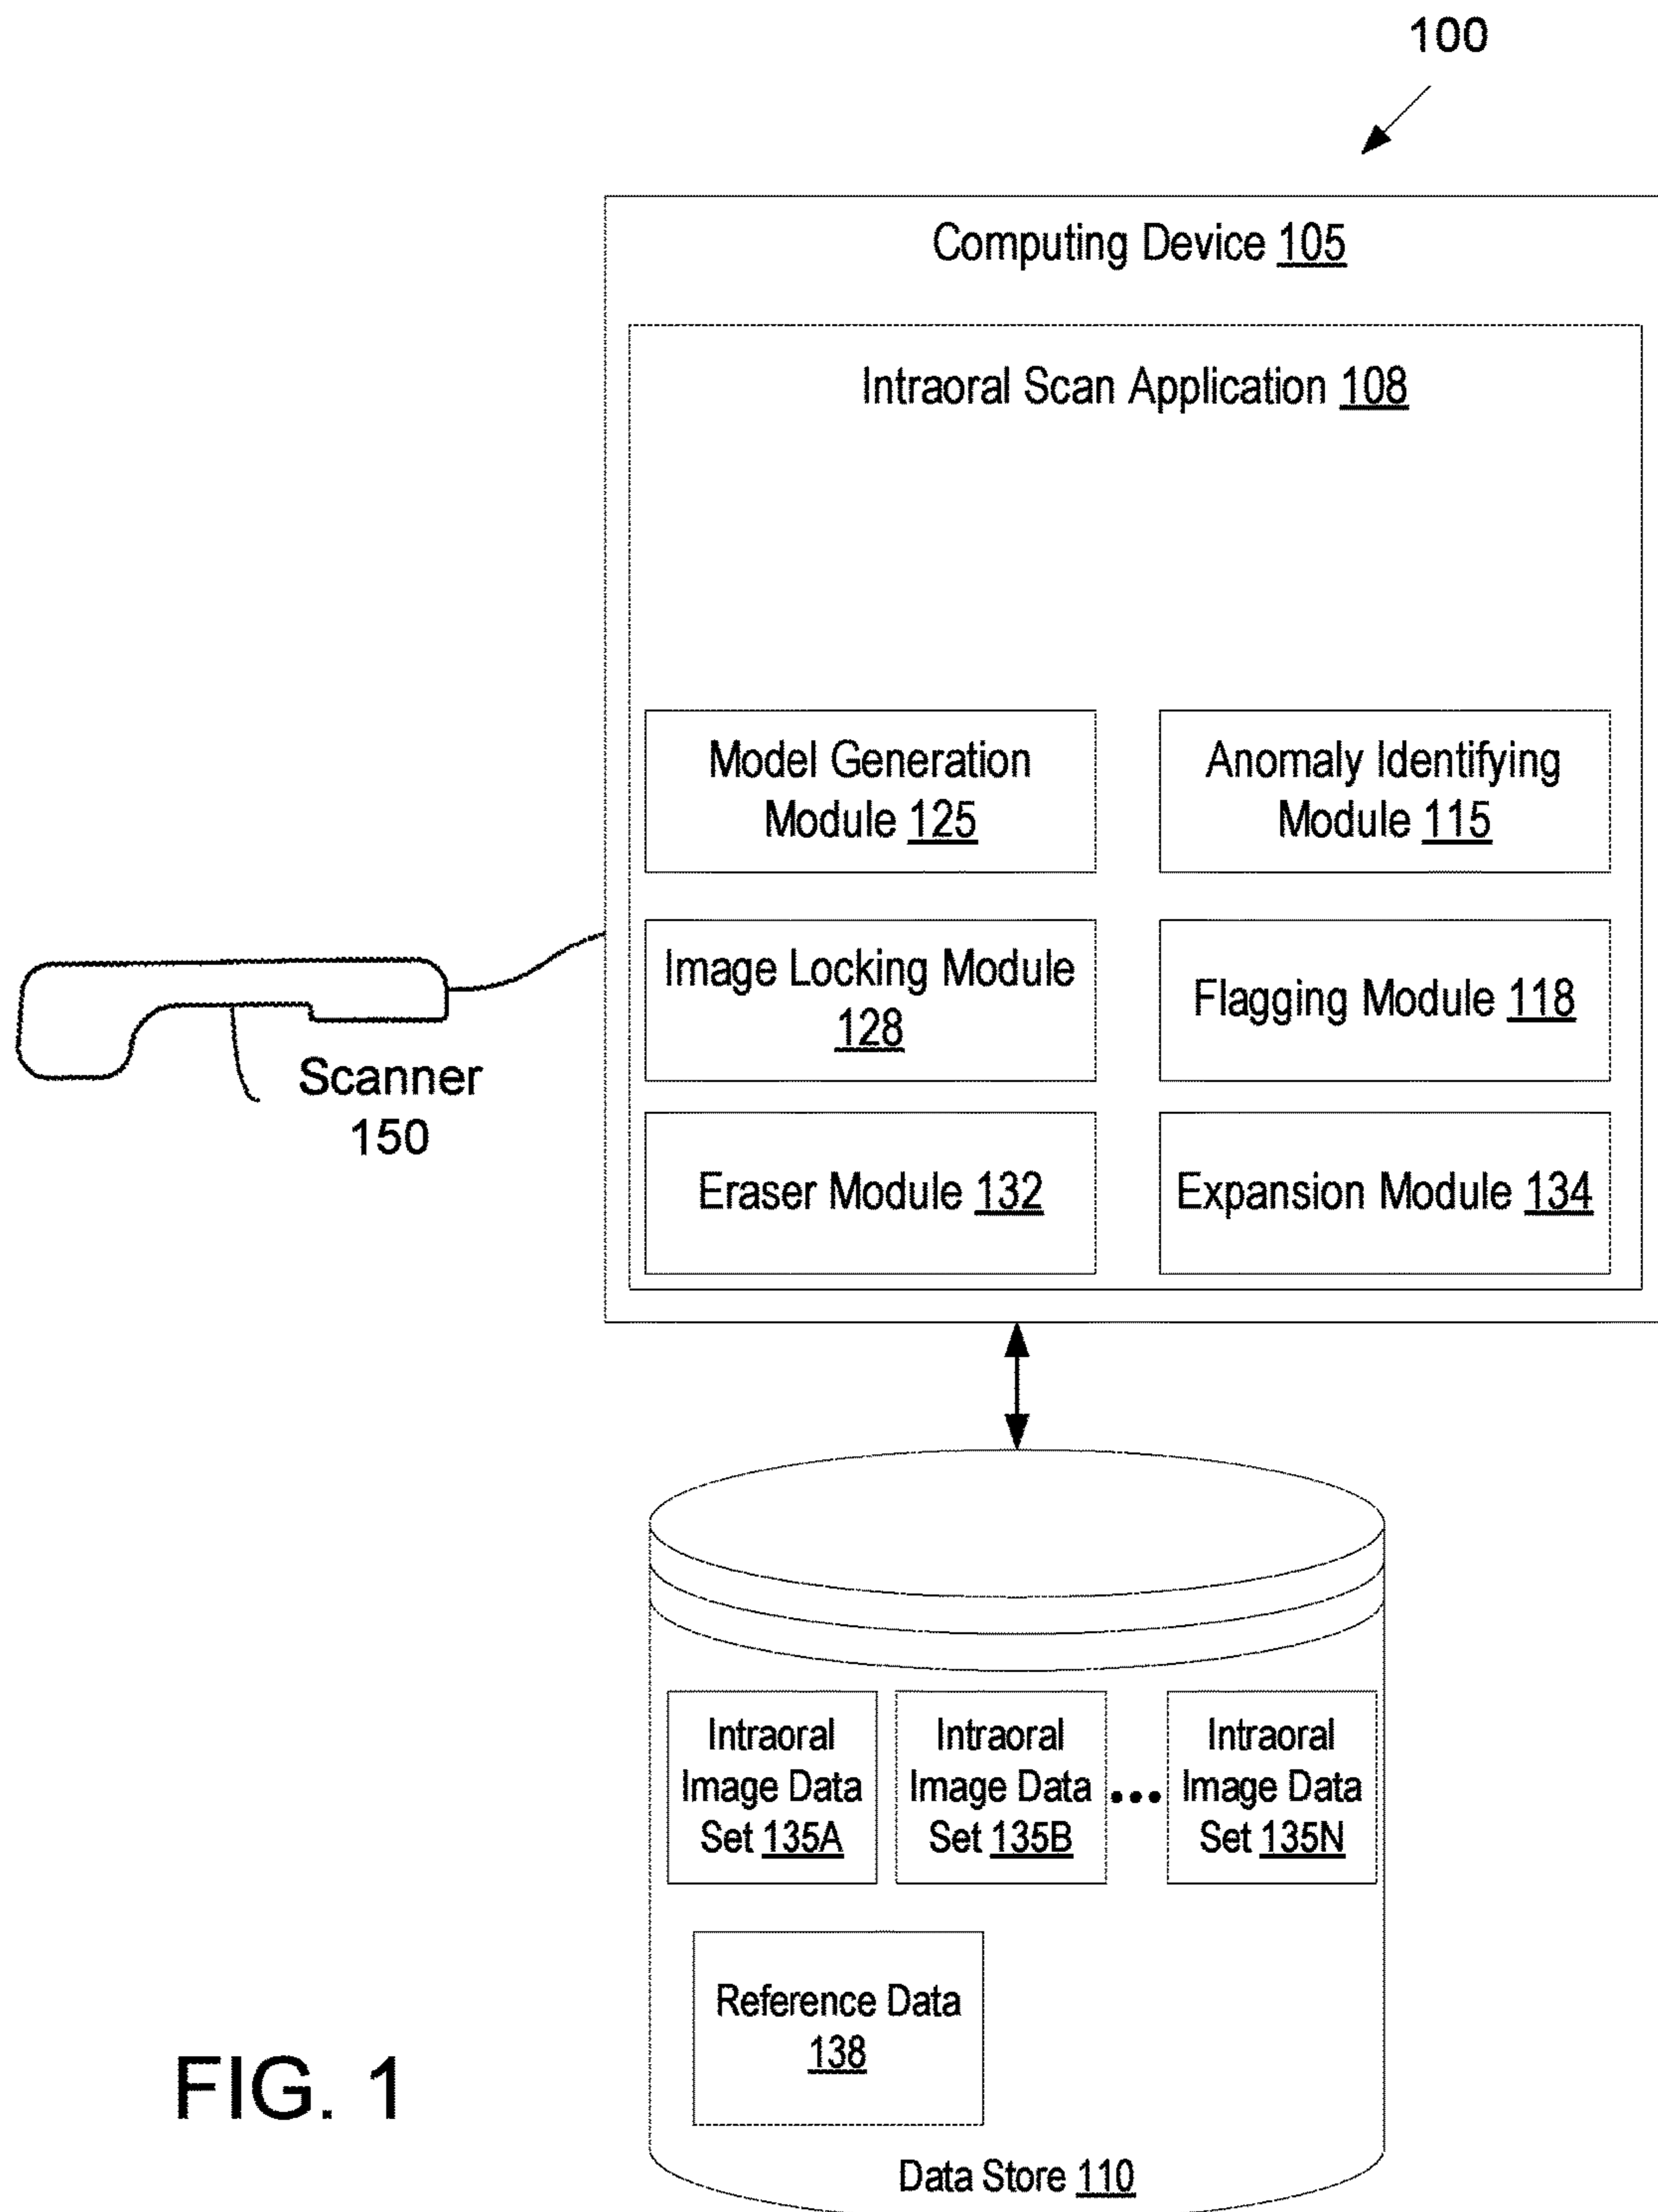 100
Computing Device 105
Intraoral Scan Application 108
Model Generation
Module 125
Anomaly Identifying
Module 115
Image Locking Module
128
Flagging Module 118
Scanner
150
Eraser Module 132
Expansion Module 134
Intraoral
Image Data
Set 135A
Intraoral
Image Data
Set 135B
•••
Intraoral
Image Data
Set 135N
Reference Data
138
Data Store 110
FIG. 1